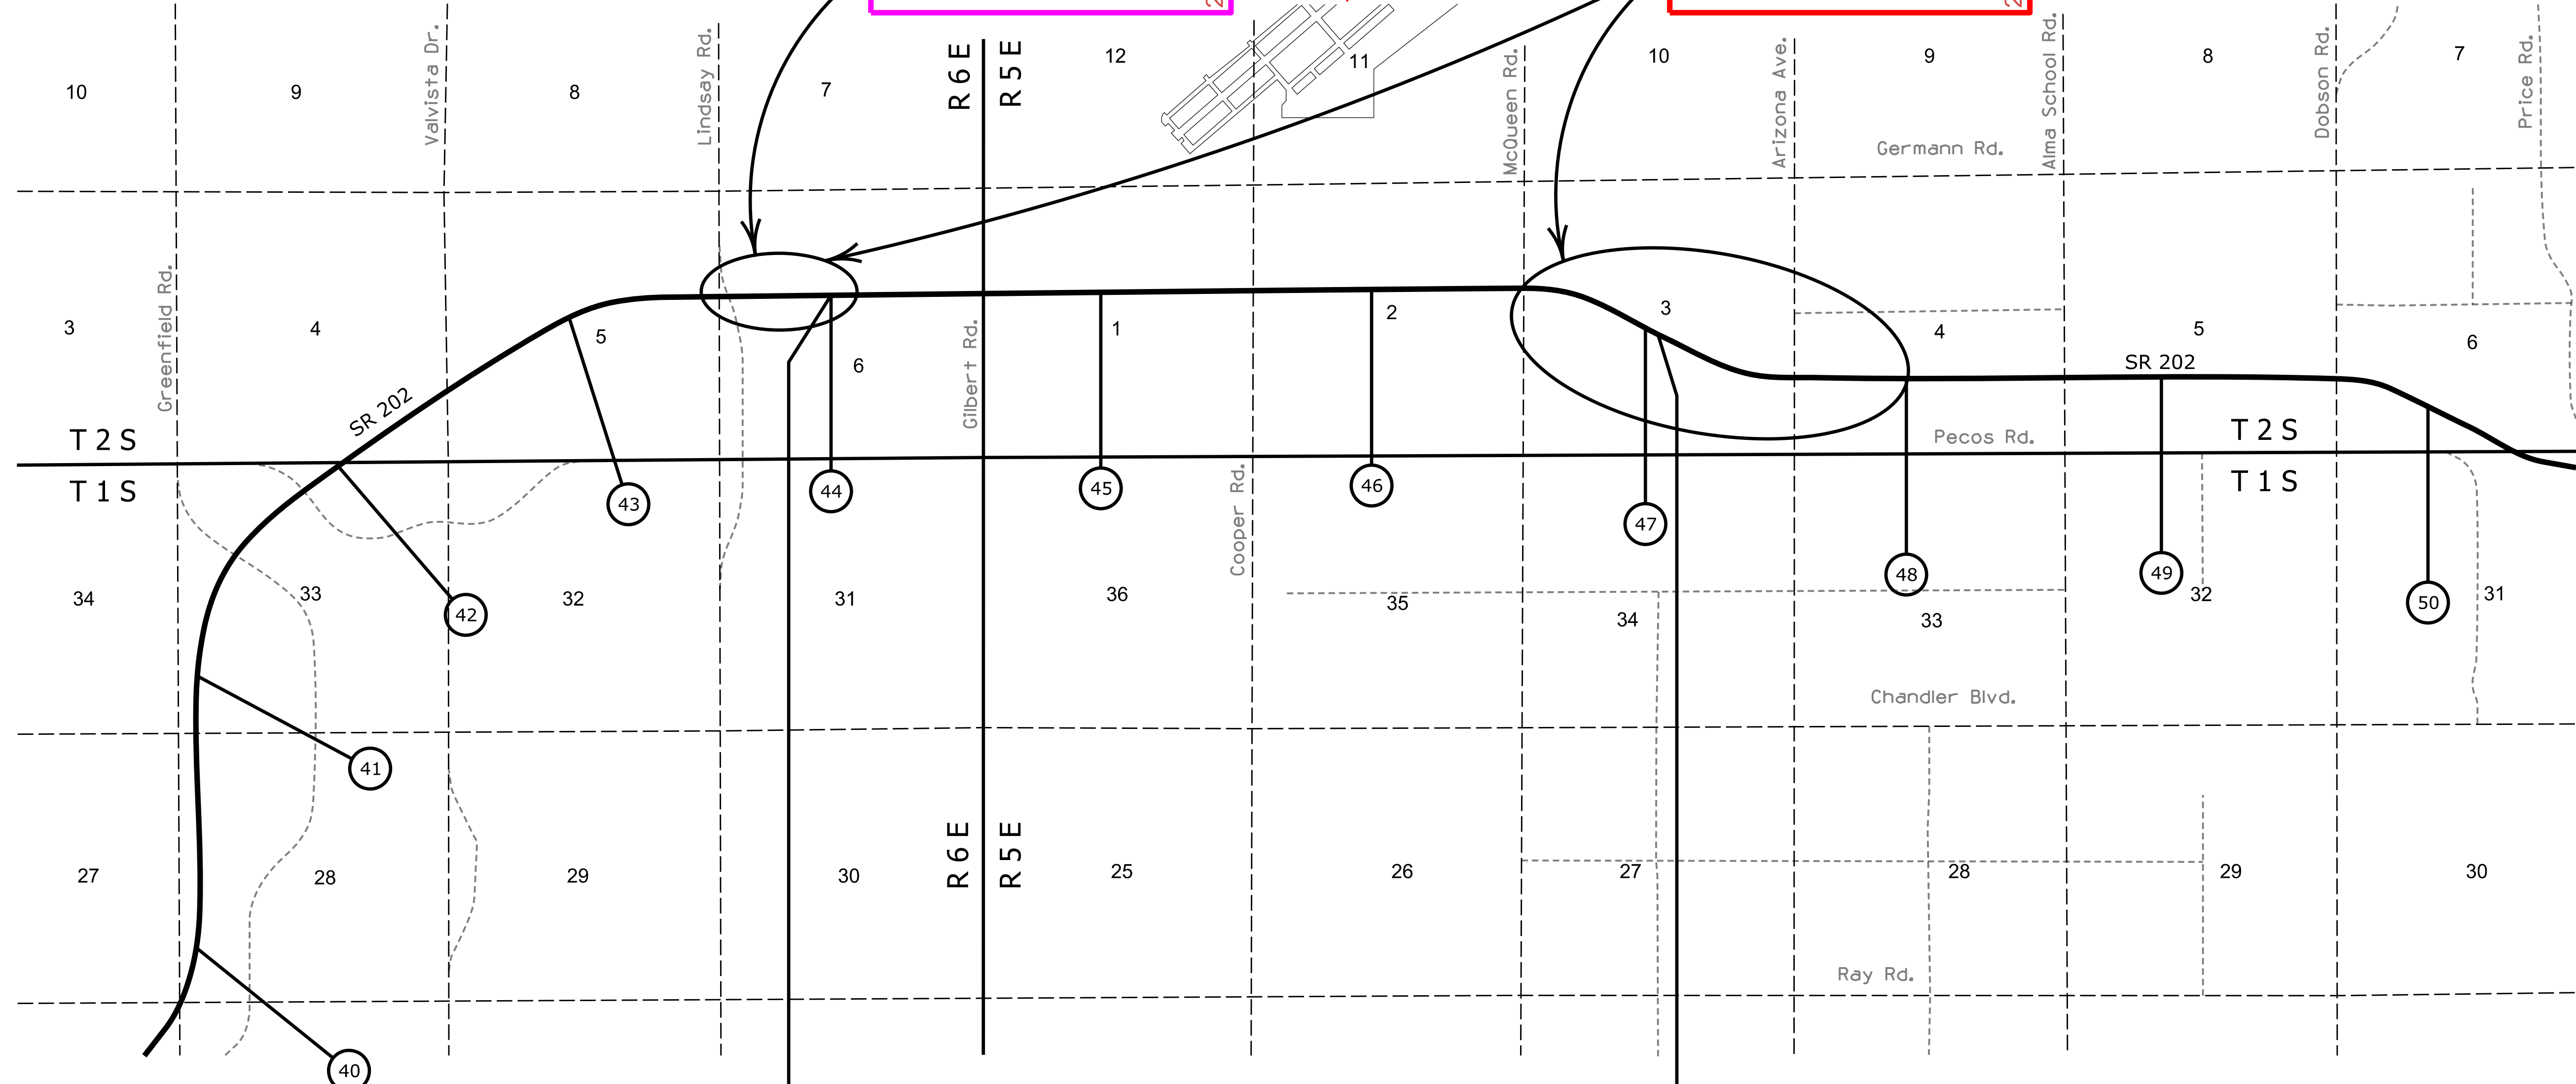 R 6 E
R 5 E
12
11
10
9
8
7
10
9
8
7
Valvista Dr.
Lindsay Rd.
McQueen Rd.
Arizona Ave.
Alma School Rd.
Dobson Rd.
Price Rd.
Germann Rd.
Greenfield Rd.
Gilbert Rd.
3
4
5
6
1
2
3
4
5
6
SR 202
SR 202
T 2 S
T 1 S
Pecos Rd.
T 2 S
T 1 S
Cooper Rd.
43
44
45
46
47
48
49
50
42
41
40
34
33
32
31
36
35
34
33
32
31
Chandler Blvd.
R 6 E
R 5 E
27
28
29
30
25
26
27
28
29
30
Ray Rd.